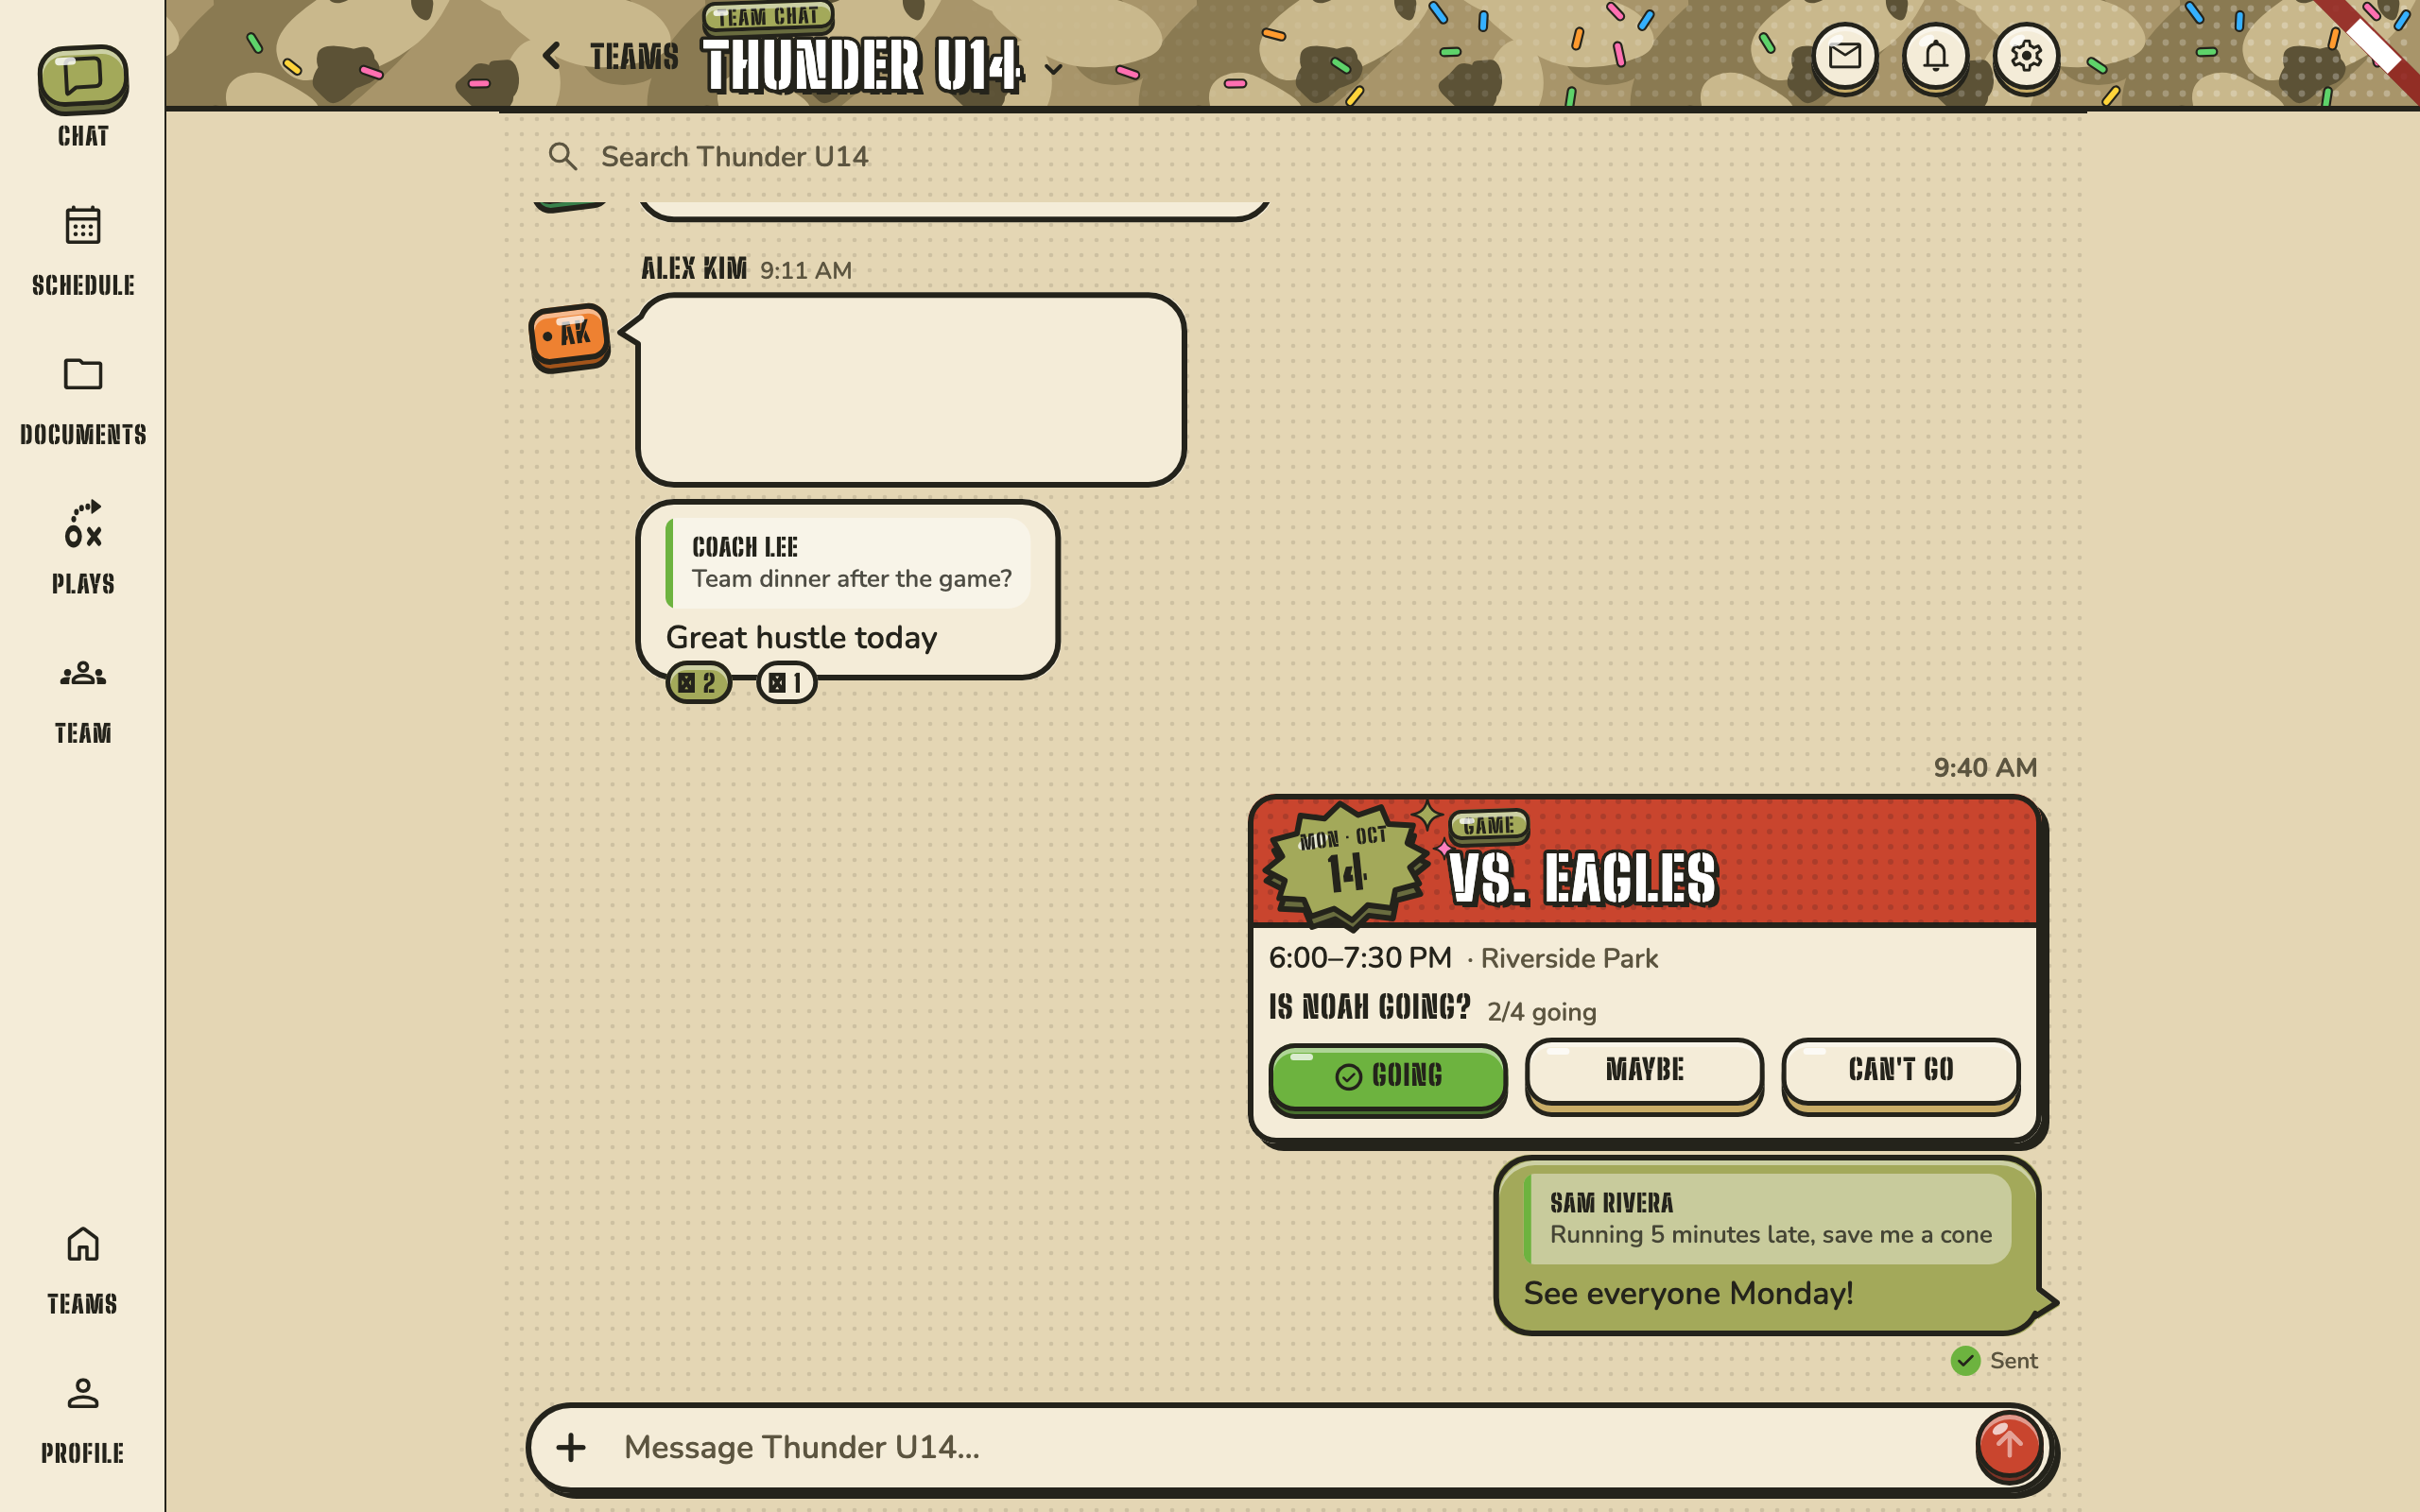 TEAM CHAT
TEAMS
THUNDER U14
CHAT
SCHEDULE
DOCUMENTS
PLAYS
TEAM
TEAMS
PROFILE
Search Thunder U14
ALEX KIM 9:11 AM
AK
COACH LEE
Team dinner after the game?
Great hustle today
2
1
9:40 AM
MON · OCT
14
GAME
VS. EAGLES
6:00–7:30 PM · Riverside Park
IS NOAH GOING? 2/4 going
GOING
MAYBE
CAN'T GO
SAM RIVERA
Running 5 minutes late, save me a cone
See everyone Monday!
Sent
Message Thunder U14...